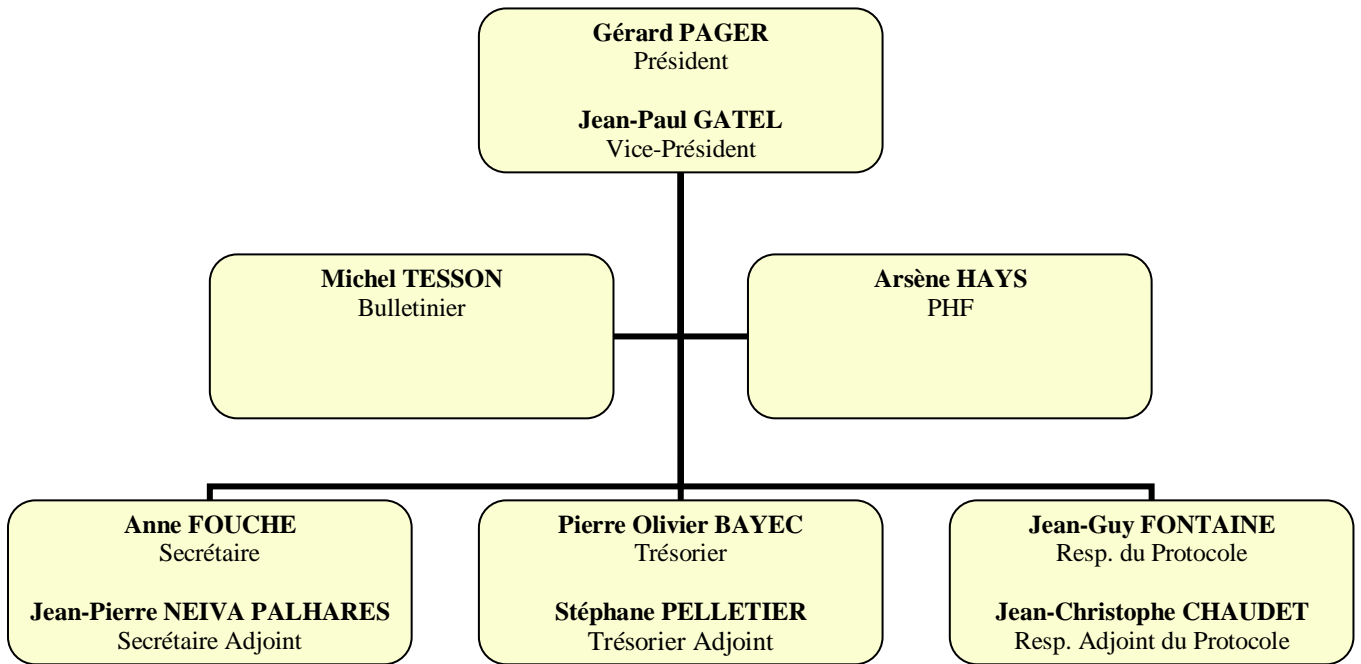 Gérard PAGER
Président
Jean-Paul GATEL
Vice-Président
Michel TESSON
Bulletinier
Arsène HAYS
PHF
Anne FOUCHE
Secrétaire
Jean-Pierre NEIVA PALHARES
Secrétaire Adjoint
Pierre Olivier BAYEC
Trésorier
Stéphane PELLETIER
Trésorier Adjoint
Jean-Guy FONTAINE
Resp. du Protocole
Jean-Christophe CHAUDET
Resp. Adjoint du Protocole